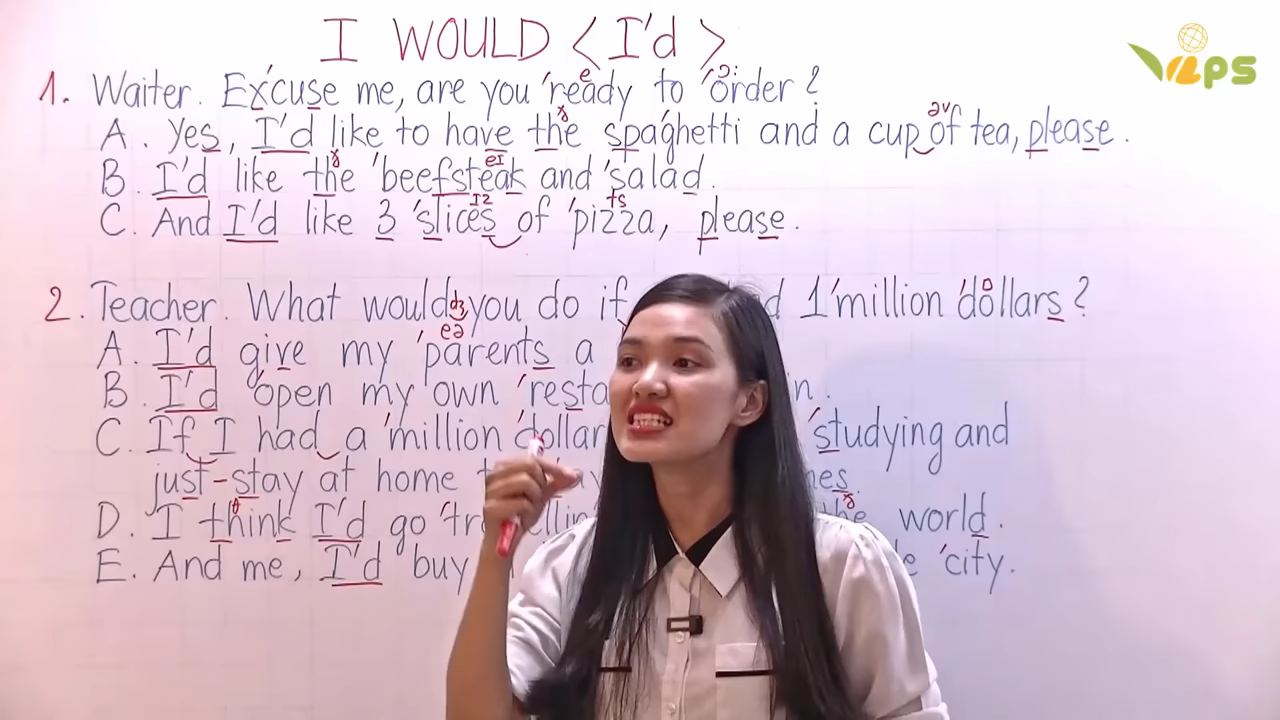 I WOULD <I'd>
VLPS
1. Waiter. Excuse me, are you 'ready to 'order?
A. Yes, I'd like to have the spaghetti and a cup of tea, please.
B. I'd like the 'beefsteak and 'salad.
C. And I'd like 3 'slices of 'pizza, please.
2. Teacher. What would you do if 1 'million 'dollars?
A. I'd give my 'parents a
B. I'd 'open my own
C. If I had a 'million 'studying and
just-stay at home
D. I think I'd go the world.
E. And me, I'd buy 'city.